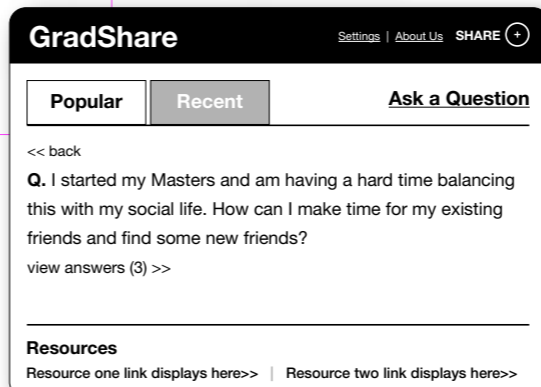 GradShare
Settings | About Us SHARE +
Popular Recent Ask a Question
<< back
Q. I started my Masters and am having a hard time balancing
this with my social life. How can I make time for my existing
friends and find some new friends?
view answers (3) >>
Resources
Resource one link displays here>> | Resource two link displays here>>